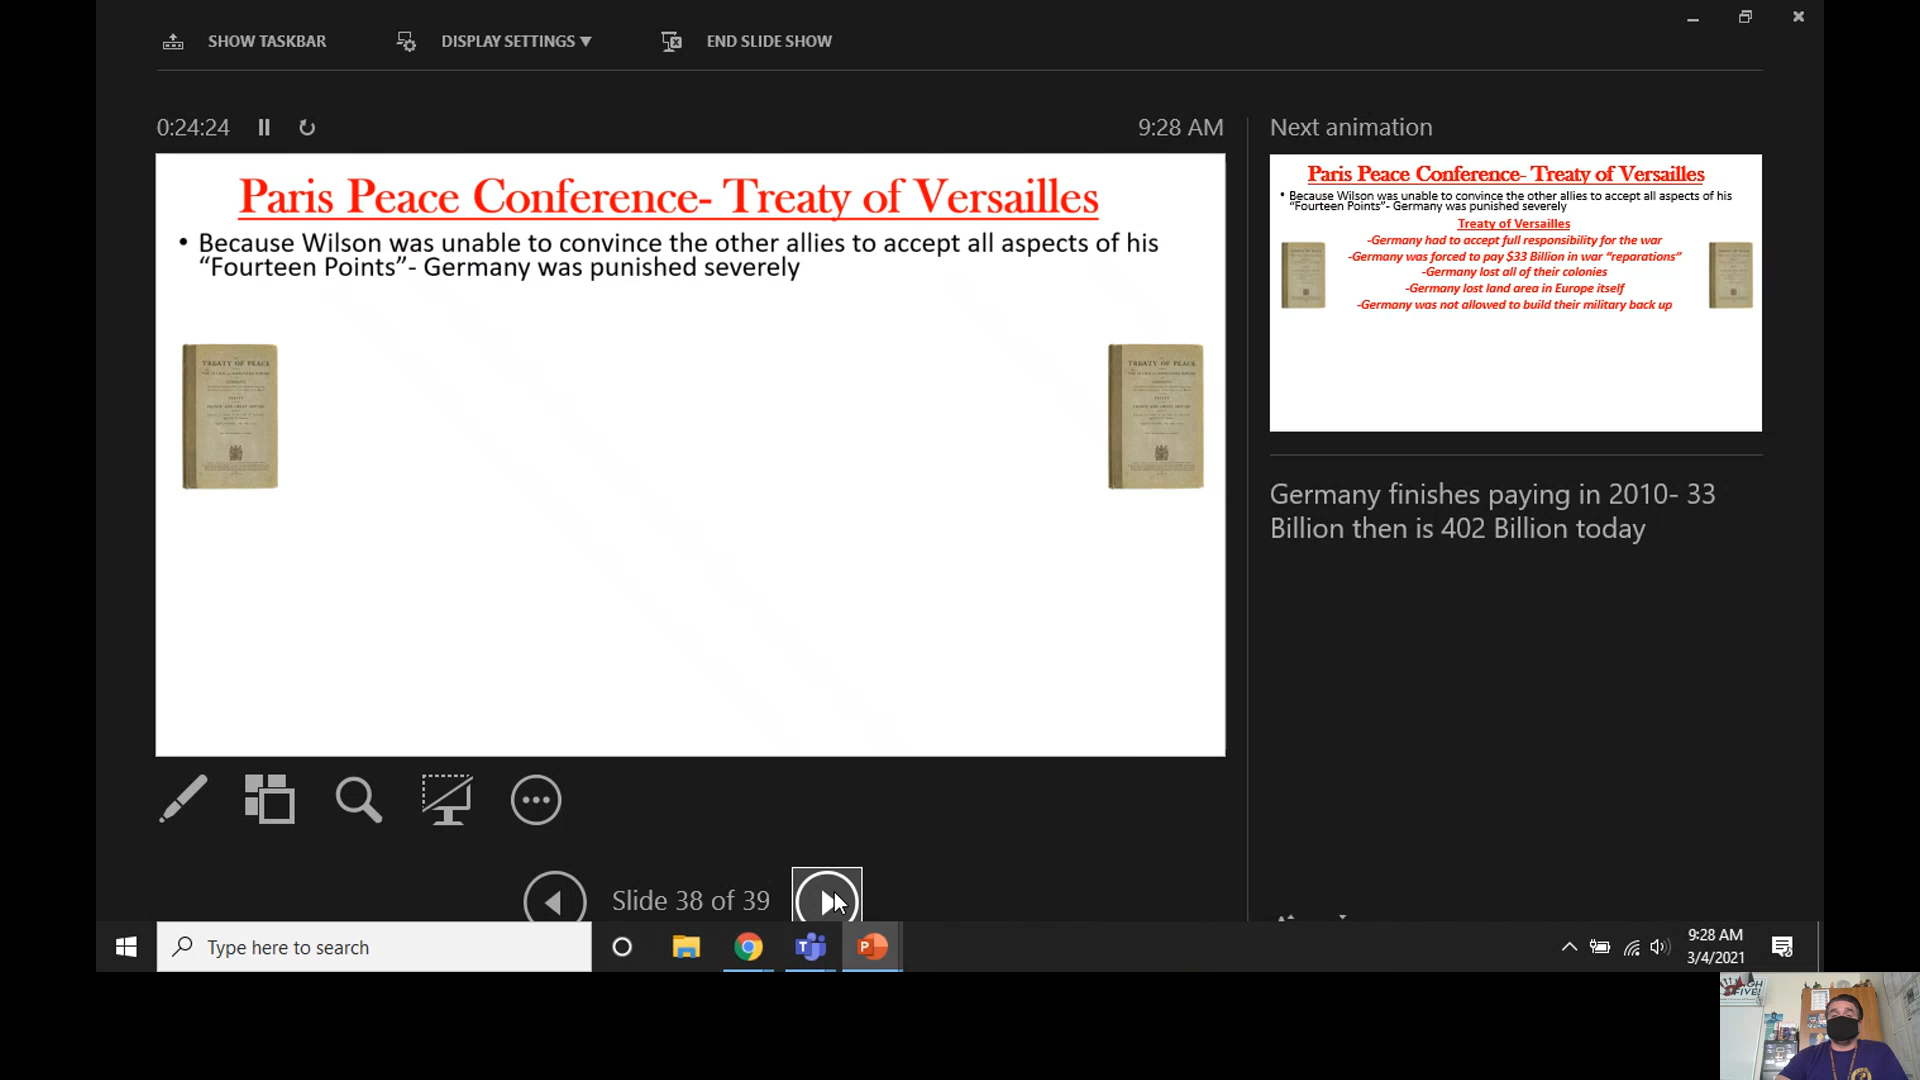 SHOW TASKBAR
DISPLAY SETTINGS
END SLIDE SHOW
0:24:24
9:28 AM
Next animation
Paris Peace Conference- Treaty of Versailles
• Because Wilson was unable to convince the other allies to accept all aspects of his
“Fourteen Points”- Germany was punished severely
TREATY OF PEACE
TREATY OF PEACE
Paris Peace Conference- Treaty of Versailles
• Because Wilson was unable to convince the other allies to accept all aspects of his
“Fourteen Points”- Germany was punished severely
Treaty of Versailles
-Germany had to accept full responsibility for the war
-Germany was forced to pay $33 Billion in war “reparations”
-Germany lost all of their colonies
-Germany lost land area in Europe itself
-Germany was not allowed to build their military back up
Germany finishes paying in 2010- 33
Billion then is 402 Billion today
Slide 38 of 39
Type here to search
9:28 AM
3/4/2021